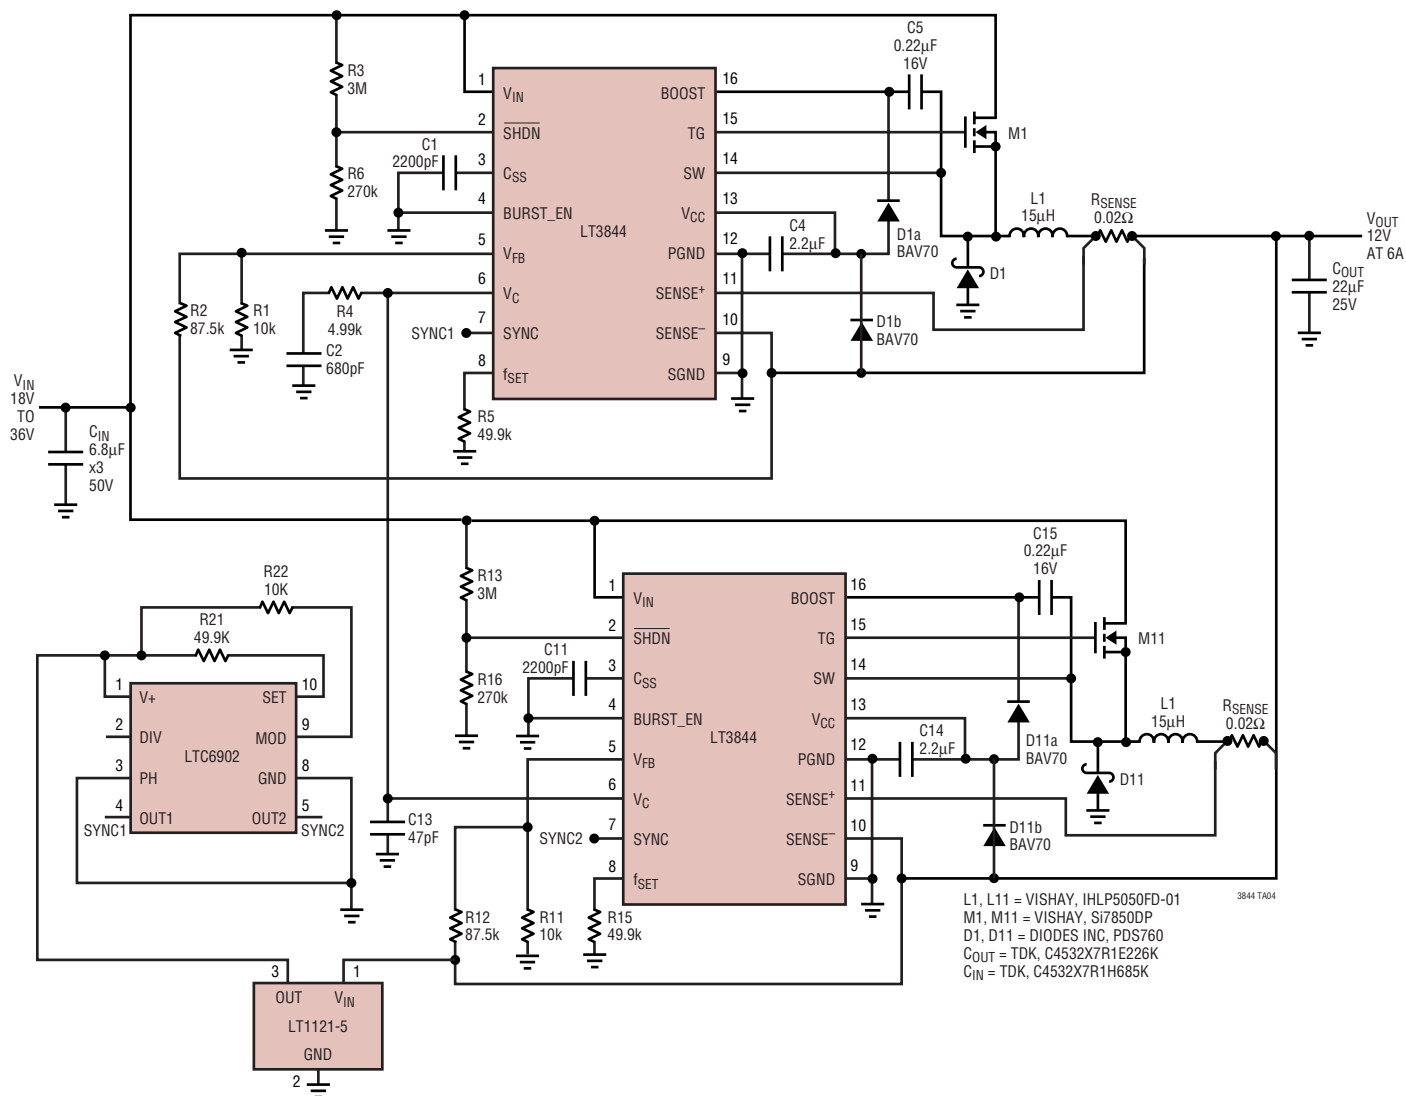 C5
0.22µF
16V
R3
3M
1
VIN
BOOST
16
2
SHDN
TG
15
M1
C1
2200pF
3
CSS
SW
14
R6
270k
4
BURST_EN
VCC
13
LT3844
C4
2.2µF
D1a
BAV70
L1
15µH
RSENSE
0.02Ω
VOUT
12V
AT 6A
5
VFB
PGND
12
D1
COUT
22µF
25V
6
VC
SENSE+
11
R2
87.5k
R1
10k
R4
4.99k
SYNC1
7
SYNC
SENSE–
10
D1b
BAV70
C2
680pF
8
fSET
SGND
9
VIN
18V
TO
36V
R5
49.9k
CIN
6.8µF
x3
50V
C15
0.22µF
16V
R22
10K
R13
3M
1
VIN
BOOST
16
R21
49.9K
2
SHDN
TG
15
M11
C11
2200pF
3
CSS
SW
14
R16
270k
1
V+
SET
10
4
BURST_EN
VCC
13
L1
15µH
RSENSE
0.02Ω
2
DIV
MOD
9
LTC6902
LT3844
C14
2.2µF
D11a
BAV70
5
VFB
PGND
12
3
PH
GND
8
D11
6
VC
SENSE+
11
4
OUT1
OUT2
5
SYNC1
SYNC2
C13
47pF
SYNC2
7
SYNC
SENSE–
10
D11b
BAV70
8
fSET
SGND
9
R12
87.5k
R11
10k
R15
49.9k
L1, L11 = VISHAY, IHLP5050FD-01
M1, M11 = VISHAY, Si7850DP
D1, D11 = DIODES INC, PDS760
COUT = TDK, C4532X7R1E226K
CIN = TDK, C4532X7R1H685K
3844 TA04
3
1
OUT
VIN
LT1121-5
GND
2